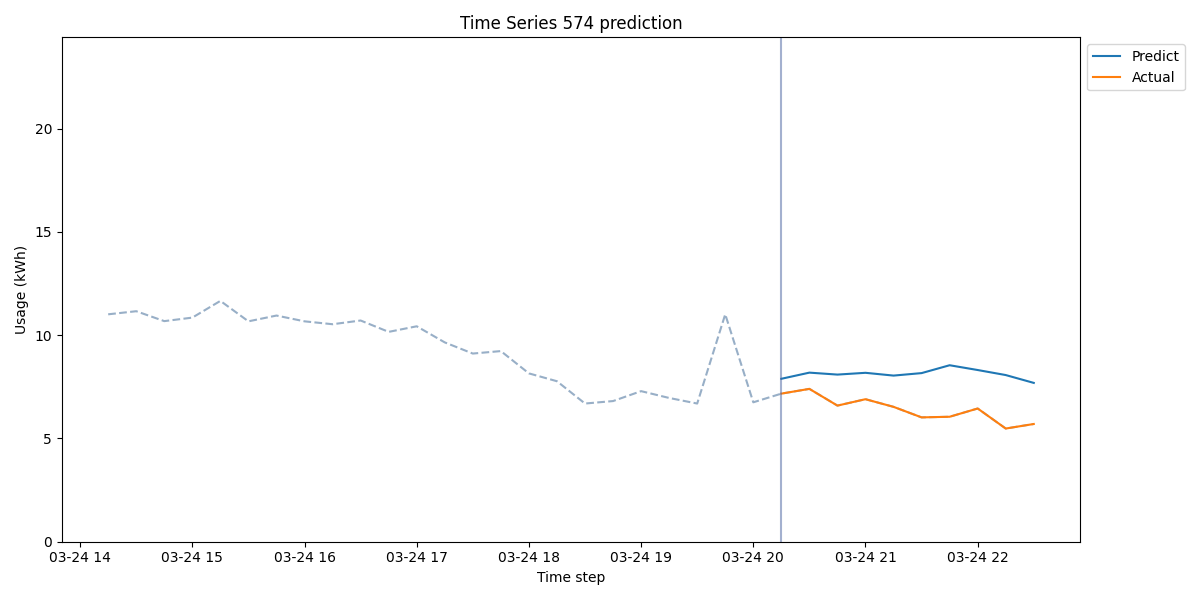 Time Series 574 prediction
Predict
Actual
Usage (kWh)
20
15
10
5
0
03-24 14 03-24 15 03-24 16 03-24 17 03-24 18 03-24 19 03-24 20 03-24 21 03-24 22
Time step